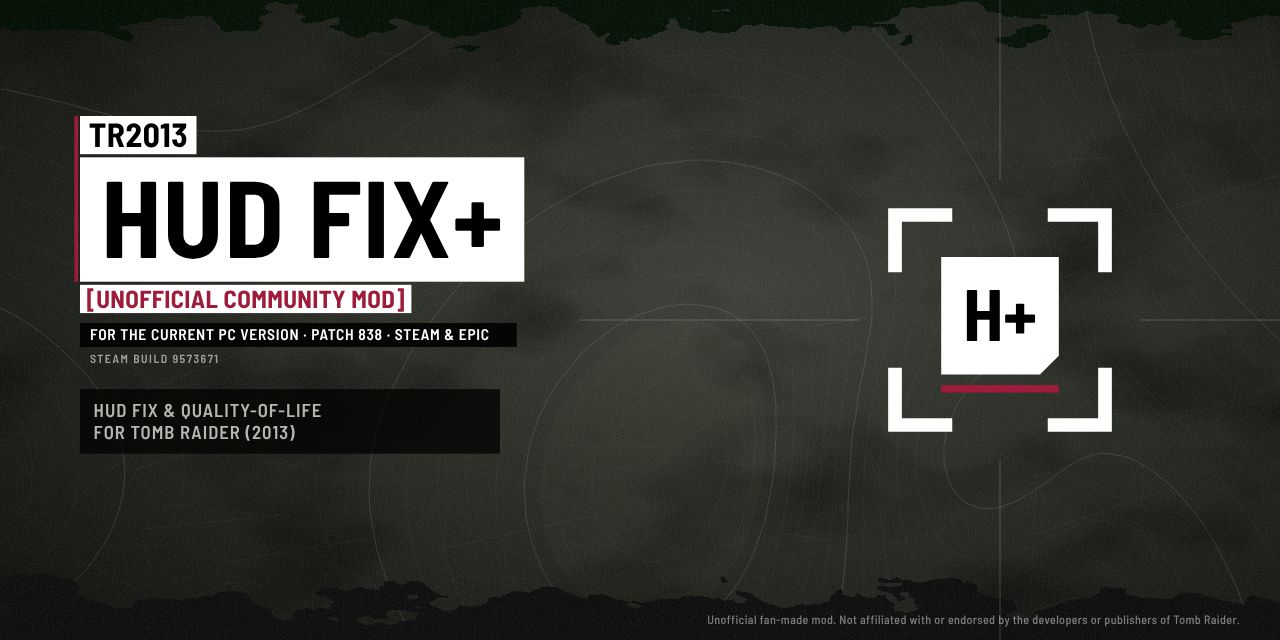 TR2013
HUD FIX+
[UNOFFICIAL COMMUNITY MOD]
FOR THE CURRENT PC VERSION · PATCH 838 · STEAM & EPIC
STEAM BUILD 9573671
HUD FIX & QUALITY-OF-LIFE
FOR TOMB RAIDER (2013)
H+
Unofficial fan-made mod. Not affiliated with or endorsed by the developers or publishers of Tomb Raider.